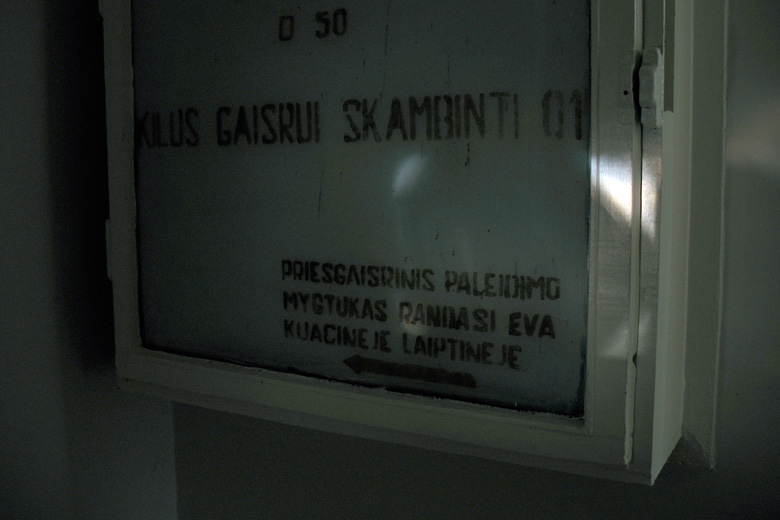 D 50
KILUS GAISRUI SKAMBINTI 01
PRIESGAISRINIS PALEIDIMO
MYGTUKAS RANDASI EVA
KUACINEJE LAIPTINEJE